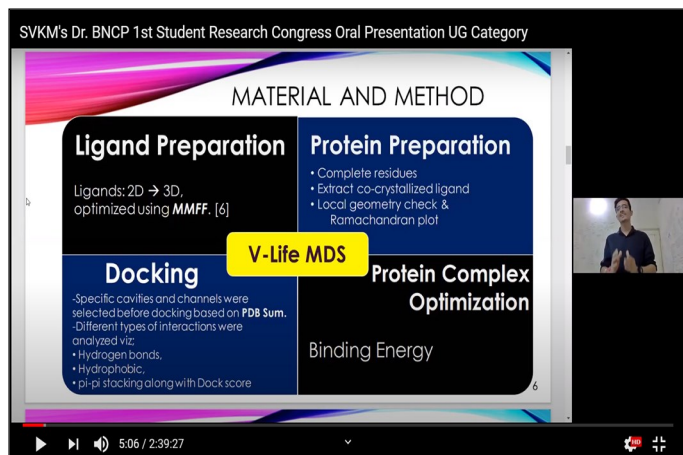 SVKM's Dr. BNCP 1st Student Research Congress Oral Presentation UG Category
MATERIAL AND METHOD
Ligand Preparation
Ligands: 2D → 3D,
optimized using MMFF. [6]
Protein Preparation
• Complete residues
• Extract co-crystallized ligand
• Local geometry check &
Ramachandran plot
V-Life MDS
Docking
-Specific cavities and channels were
selected before docking based on PDB Sum.
-Different types of interactions were
analyzed viz;
• Hydrogen bonds,
• Hydrophobic,
• pi-pi stacking along with Dock score
Protein Complex
Optimization
Binding Energy
6
5:06 / 2:39:27
HD